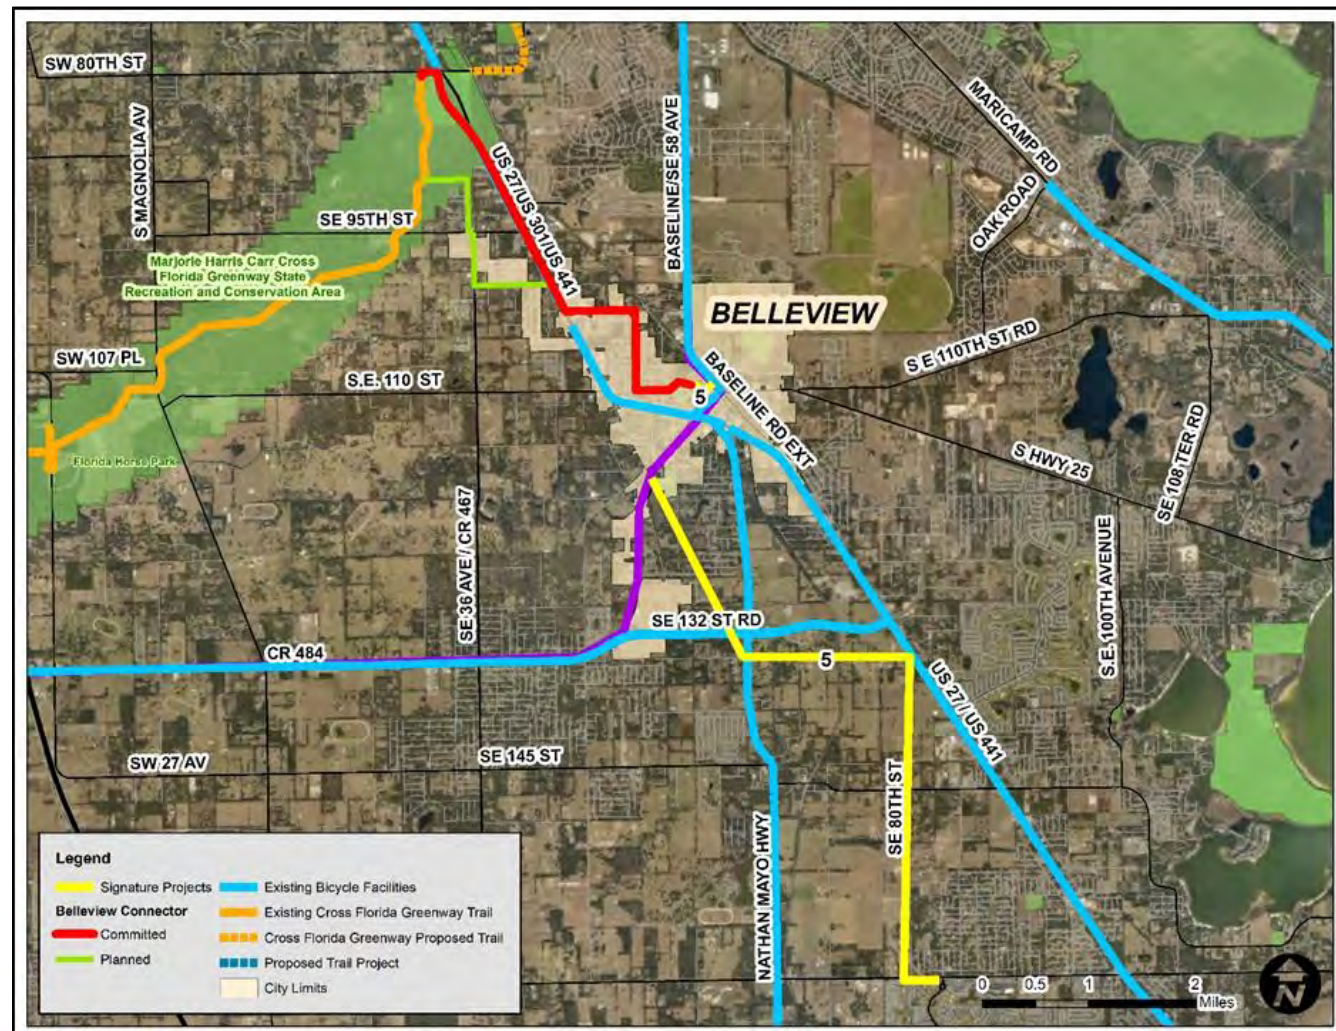 SW 80TH ST
S MAGNOLIA AV
US 27/US 301/US 441
BASELINE/SE 58 AVE
MARICAMP RD
OAK ROAD
SE 95TH ST
Marjorie Harris Carr Cross
Florida Greenway State
Recreation and Conservation Area
BELLEVIEW
SW 107 PL
S.E. 110 ST
5
BASELINE RD EXT
S E 110TH ST RD
Florida Horse Park
S HWY 25
SE 108 TER RD
SE 36 AVE / CR 467
S.E. 100TH AVENUE
SE 132 ST RD
CR 484
5
US 27 / US 441
SW 27 AV
SE 145 ST
SE 80TH ST
NATHAN MAYO HWY
Legend
Signature Projects
Existing Bicycle Facilities
Belleview Connector
Existing Cross Florida Greenway Trail
Committed
Cross Florida Greenway Proposed Trail
Planned
Proposed Trail Project
City Limits
0 0.5 1 2
Miles
N